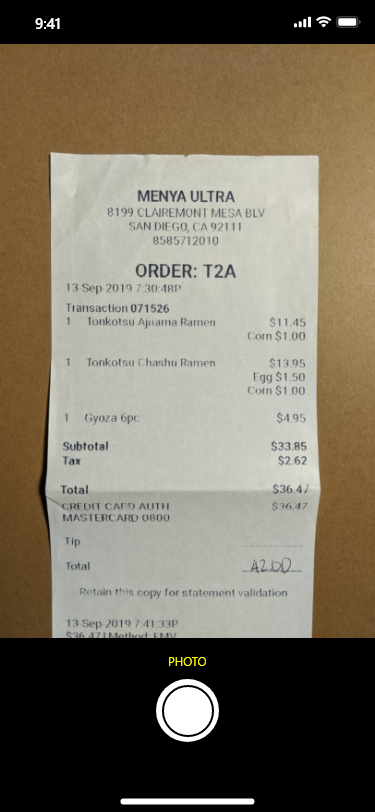 9:41
MENYA ULTRA
8199 CLAIREMONT MESA BLV
SAN DIEGO, CA 92111
8585712010
ORDER: T2A
13-Sep-2019 7:30:48P
Transaction 071526
1 Tonkotsu Ajitama Ramen $11.45
Corn $1.00
1 Tonkotsu Chashu Ramen $13.95
Egg $1.50
Corn $1.00
1 Gyoza 6pc $4.95
Subtotal $33.85
Tax $2.62
Total $36.47
CREDIT CARD AUTH $36.47
MASTERCARD 0800
Tip
Total 42.00
Retain this copy for statement validation
13-Sep-2019 7:41:33P
$36.47 | Method: EMV
PHOTO